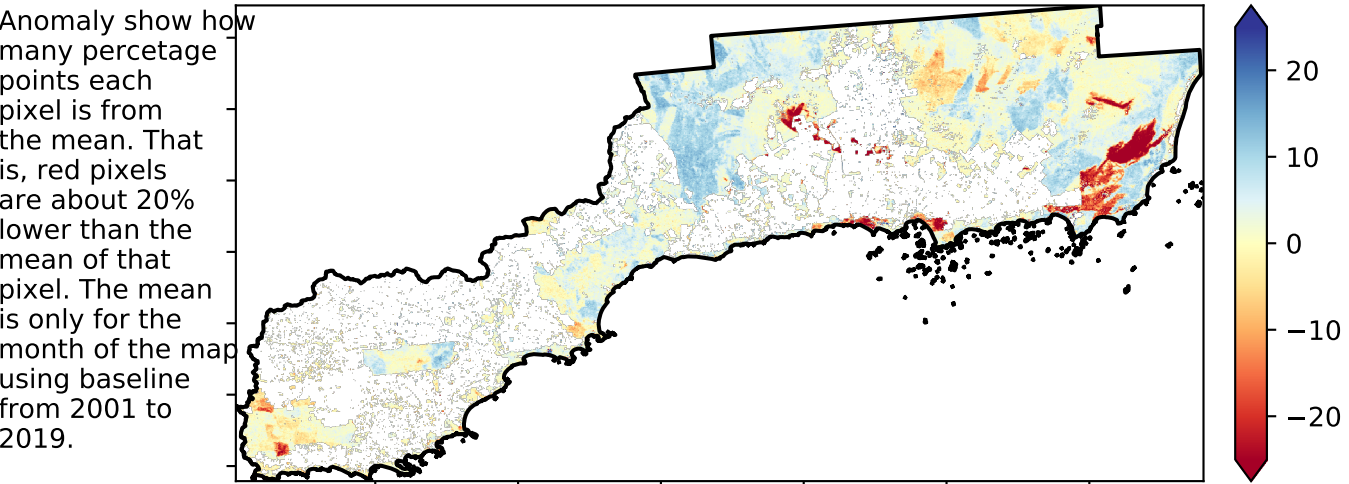 Anomaly show how
many percetage
points each
pixel is from
the mean. That
is, red pixels
are about 20%
lower than the
mean of that
pixel. The mean
is only for the
month of the map
using baseline
from 2001 to
2019.
20
10
0
−10
−20